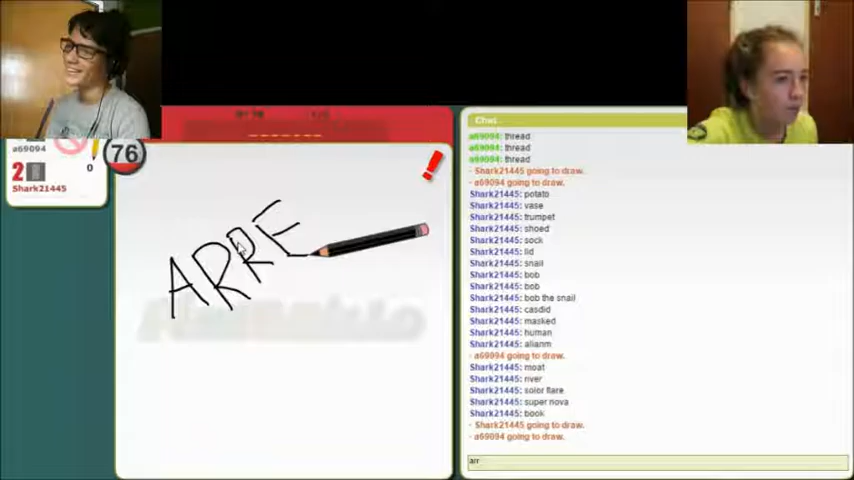 a69094
76
2
0
Shark21445
ARRE
Chat
a69094: thread
a69094: thread
a69094: thread
- Shark21445 going to draw.
- a69094 going to draw.
Shark21445: potato
Shark21445: vase
Shark21445: trumpet
Shark21445: shoed
Shark21445: sock
Shark21445: lid
Shark21445: snail
Shark21445: bob
Shark21445: bob
Shark21445: bob the snail
Shark21445: casdid
Shark21445: masked
Shark21445: human
Shark21445: alianm
- a69094 going to draw.
Shark21445: moat
Shark21445: river
Shark21445: solor flare
Shark21445: super nova
Shark21445: book
- Shark21445 going to draw.
- a69094 going to draw.
arr